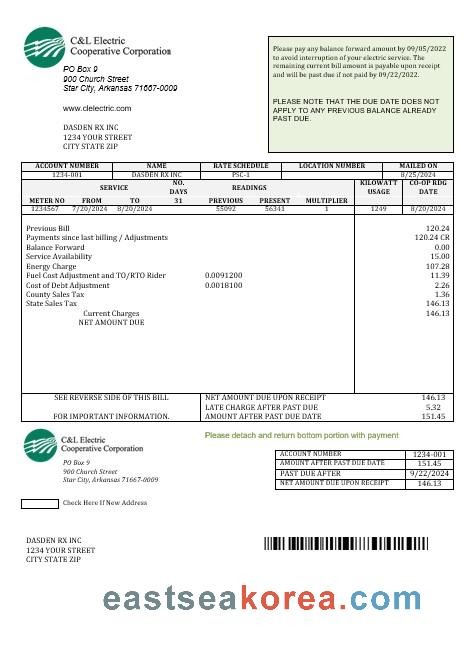 C&L Electric
Cooperative Corporation
PO Box 9
900 Church Street
Star City, Arkansas 71667-0009
www.clelectric.com
DASDEN RX INC
1234 YOUR STREET
CITY STATE ZIP
Please pay any balance forward amount by 09/05/2022
to avoid interruption of your electric service. The
remaining current bill amount is payable upon receipt
and will be past due if not paid by 09/22/2022.
PLEASE NOTE THAT THE DUE DATE DOES NOT
APPLY TO ANY PREVIOUS BALANCE ALREADY
PAST DUE.
ACCOUNT NUMBER NAME RATE SCHEDULE LOCATION NUMBER MAILED ON
1234-001 DASDEN RX INC PSC-1 8/25/2024
SERVICE NO. DAYS READINGS KILOWATT USAGE CO-OP RDG DATE
METER NO FROM TO 31 PREVIOUS PRESENT MULTIPLIER
1234567 7/20/2024 8/20/2024 55092 56341 1 1249 8/20/2024
Previous Bill 120.24
Payments since last billing / Adjustments 120.24 CR
Balance Forward 0.00
Service Availability 15.00
Energy Charge 107.28
Fuel Cost Adjustment and TO/RTO Rider 0.0091200 11.39
Cost of Debt Adjustment 0.0018100 2.26
County Sales Tax 1.36
State Sales Tax 146.13
Current Charges 146.13
NET AMOUNT DUE
SEE REVERSE SIDE OF THIS BILL NET AMOUNT DUE UPON RECEIPT 146.13
LATE CHARGE AFTER PAST DUE 5.32
FOR IMPORTANT INFORMATION. AMOUNT AFTER PAST DUE DATE 151.45
C&L Electric
Cooperative Corporation
PO Box 9
900 Church Street
Star City, Arkansas 71667-0009
Please detach and return bottom portion with payment
ACCOUNT NUMBER 1234-001
AMOUNT AFTER PAST DUE DATE 151.45
PAST DUE AFTER 9/22/2024
NET AMOUNT DUE UPON RECEIPT 146.13
Check Here If New Address
DASDEN RX INC
1234 YOUR STREET
CITY STATE ZIP
eastseakorea.com